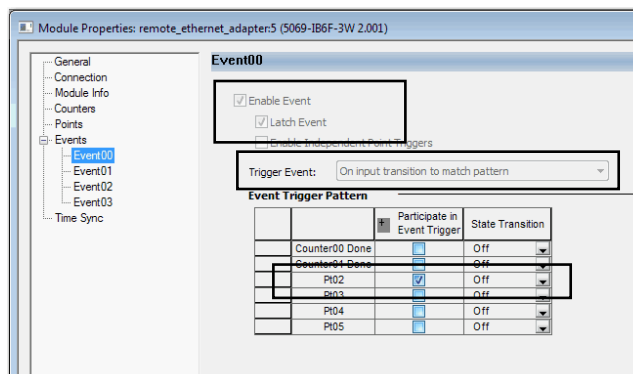 Module Properties: remote_ethernet_adapter:5 (5069-IB6F-3W 2.001)
General
Connection
Module Info
Counters
Points
Events
Event00
Event01
Event02
Event03
Time Sync
Event00
Enable Event
Latch Event
Enable Independent Point Triggers
Trigger Event: On input transition to match pattern
Event Trigger Pattern
Participate in Event Trigger State Transition
Counter00 Done Off
Counter01 Done Off
Pt02 Off
Pt03 Off
Pt04 Off
Pt05 Off